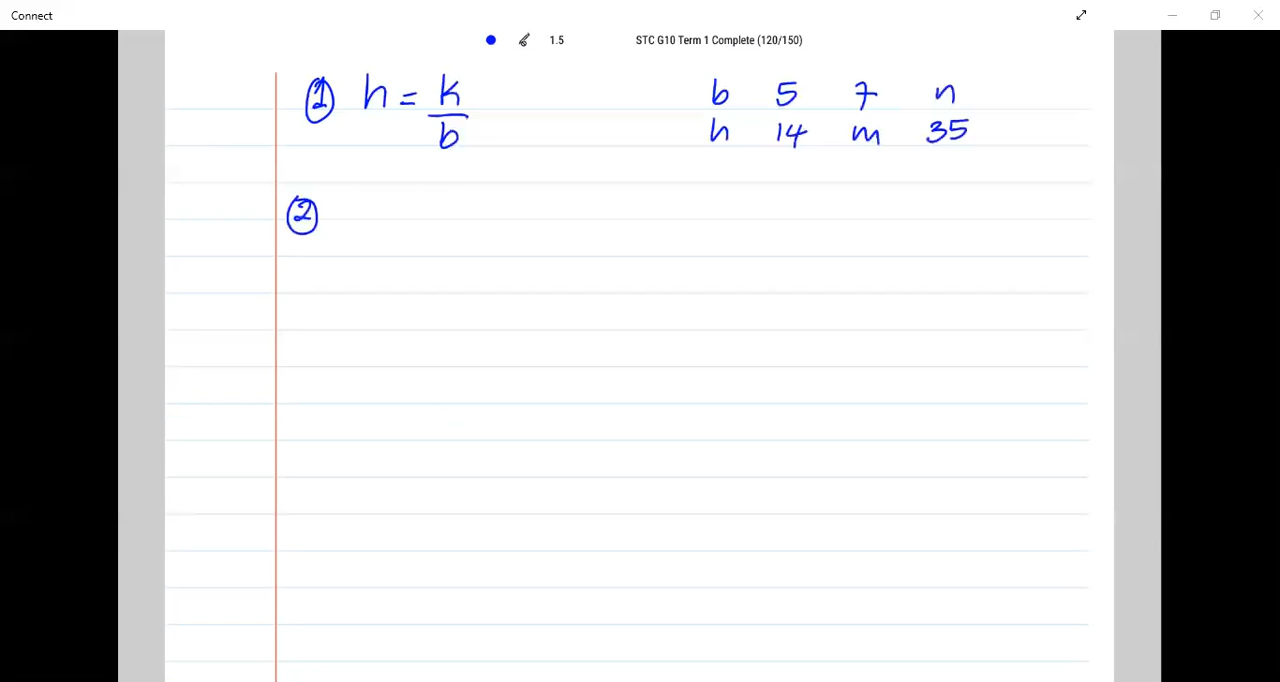 Connect
1.5 STC G10 Term 1 Complete (120/150)
① h = k/b
b 5 7 n
h 14 m 35
②